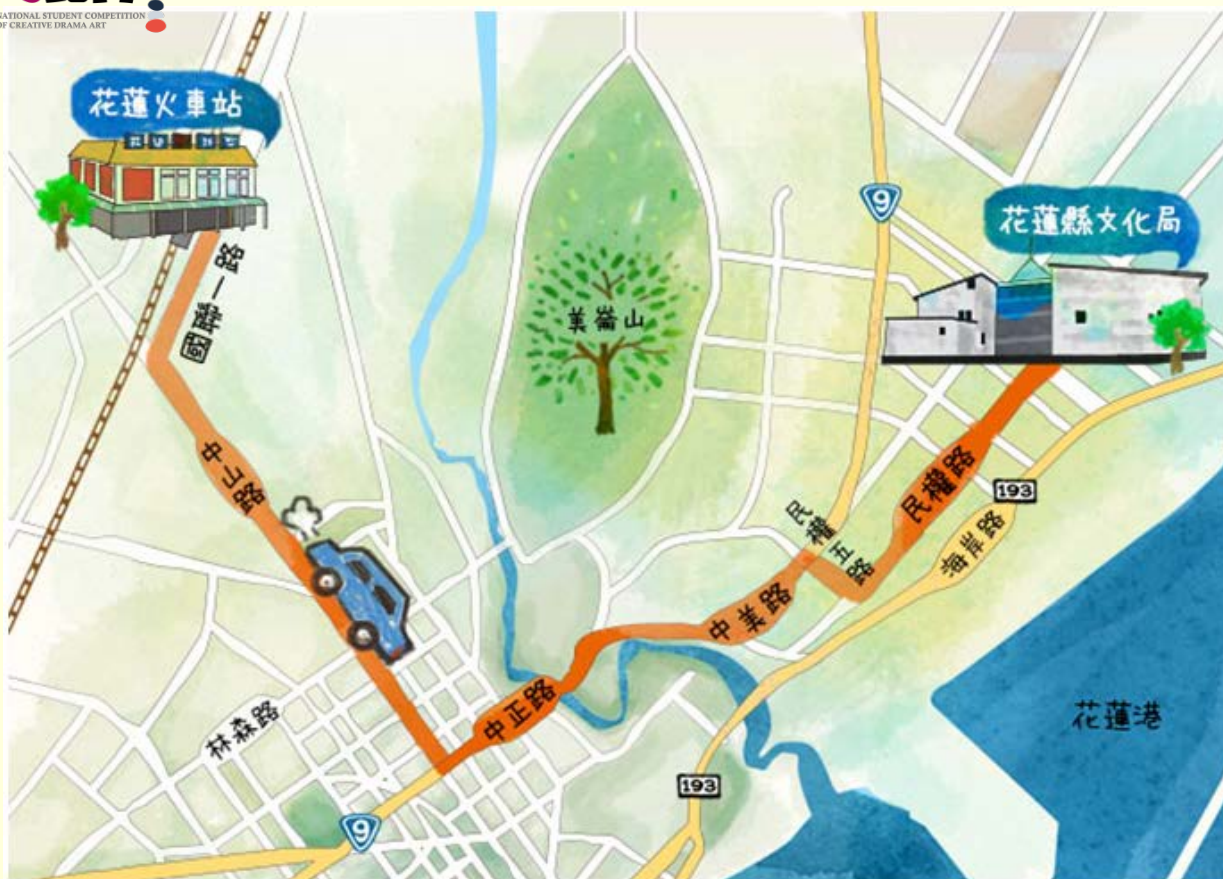 NATIONAL STUDENT COMPETITION
OF CREATIVE DRAMA ART
花蓮火車站
國聯一路
9
花蓮縣文化局
美崙山
中山路
民權路
193
民權五路
海岸路
中美路
中正路
林森路
花蓮港
193
9